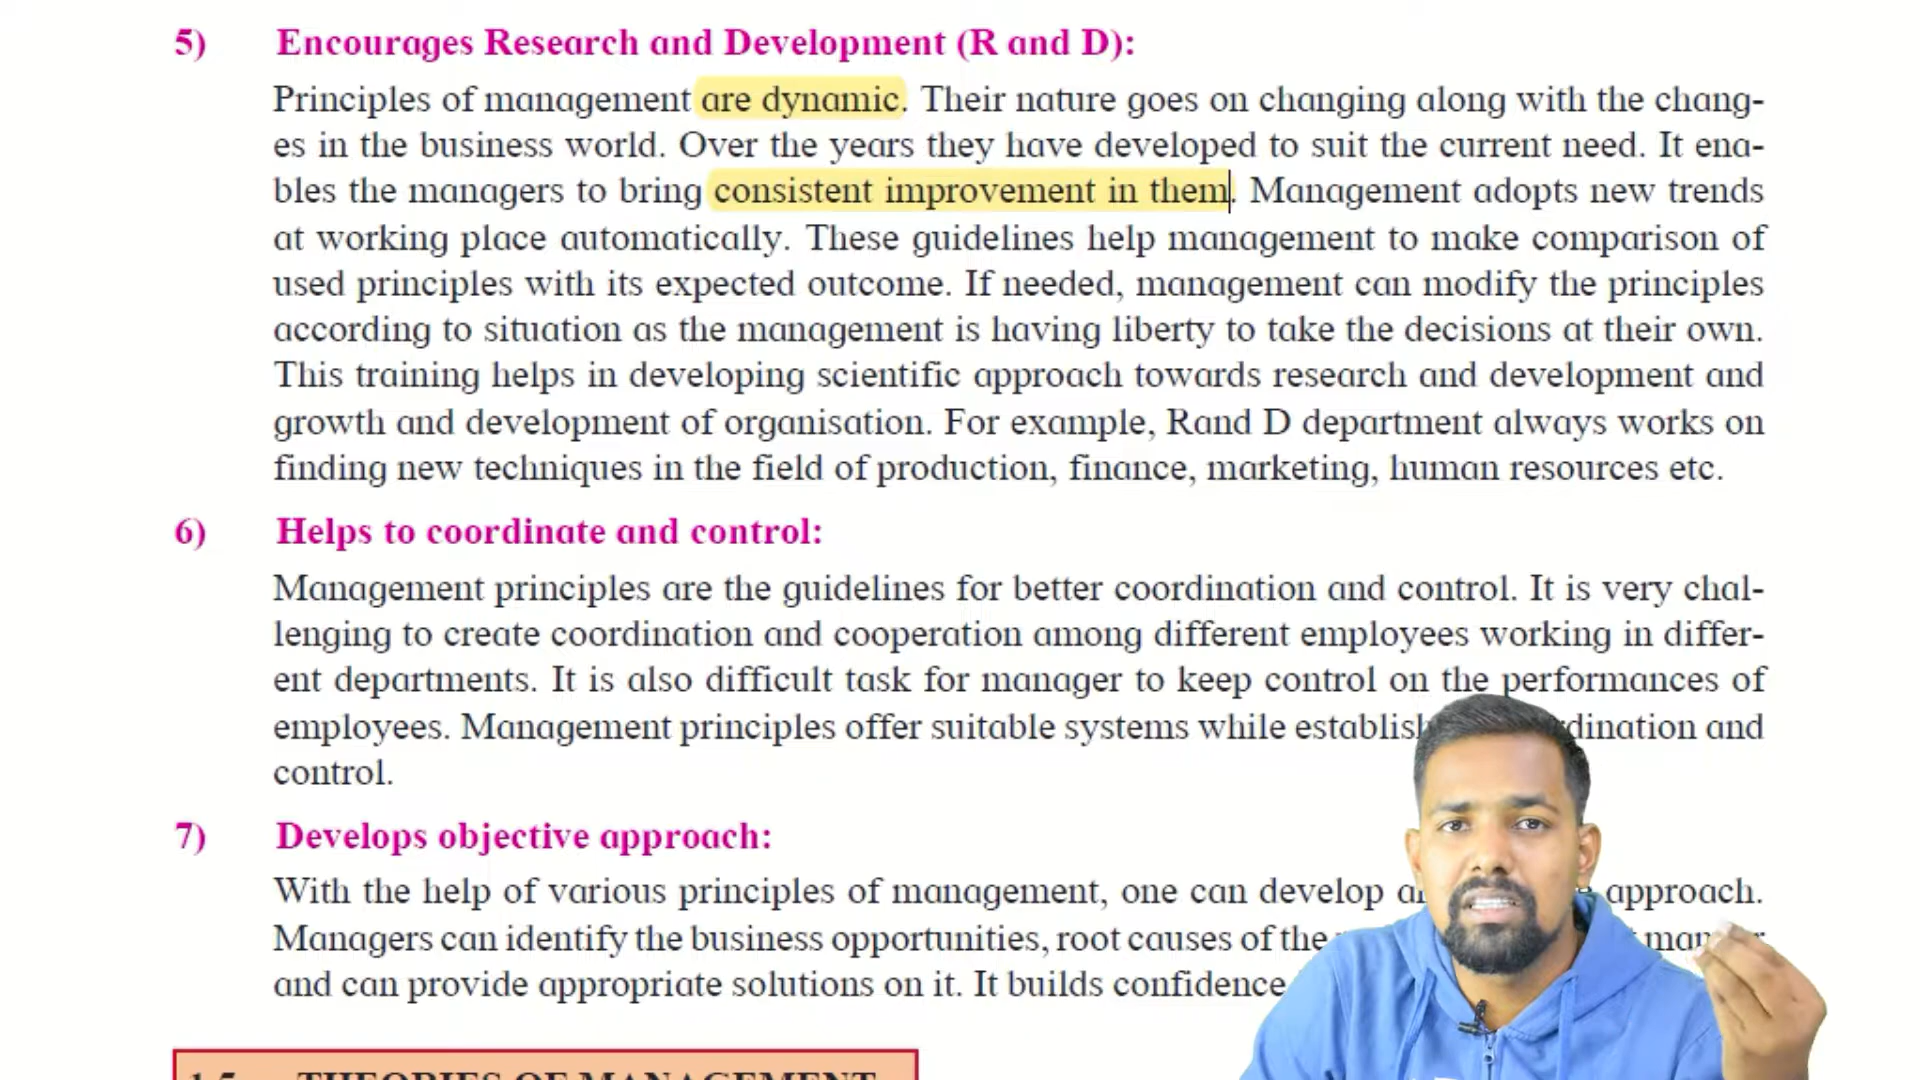 5) Encourages Research and Development (R and D):
Principles of management are dynamic. Their nature goes on changing along with the chang-
es in the business world. Over the years they have developed to suit the current need. It ena-
bles the managers to bring consistent improvement in them. Management adopts new trends
at working place automatically. These guidelines help management to make comparison of
used principles with its expected outcome. If needed, management can modify the principles
according to situation as the management is having liberty to take the decisions at their own.
This training helps in developing scientific approach towards research and development and
growth and development of organisation. For example, Rand D department always works on
finding new techniques in the field of production, finance, marketing, human resources etc.
6) Helps to coordinate and control:
Management principles are the guidelines for better coordination and control. It is very chal-
lenging to create coordination and cooperation among different employees working in differ-
ent departments. It is also difficult task for manager to keep control on the performances of
employees. Management principles offer suitable systems while establis dination and
control.
7) Develops objective approach:
With the help of various principles of management, one can develop approach.
Managers can identify the business opportunities, root causes of the
and can provide appropriate solutions on it. It builds confidence
1.5 THEORIES OF MANAGEMENT